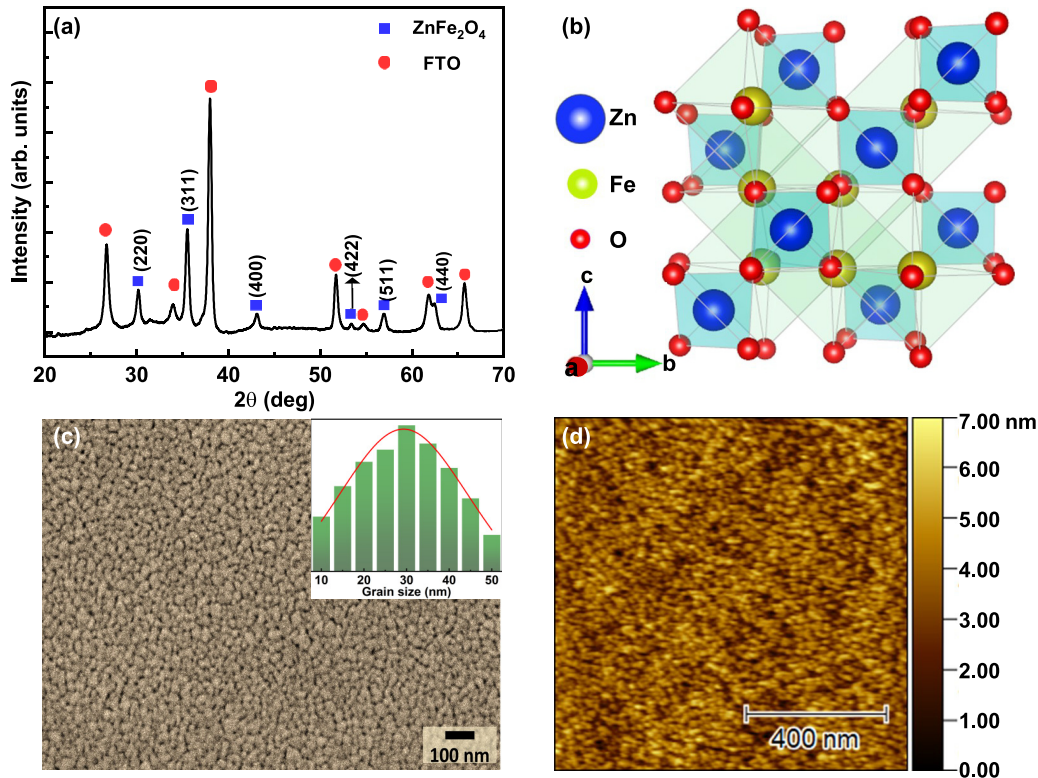 (a)
ZnFe₂O₄
FTO
Intensity (arb. units)
(220)
(311)
(400)
(422)
(511)
(440)
20 30 40 50 60 70
2θ (deg)
(b)
Zn
Fe
O
c
a
b
(c)
10 20 30 40 50
Grain size (nm)
100 nm
(d)
400 nm
7.00 nm
6.00
5.00
4.00
3.00
2.00
1.00
0.00